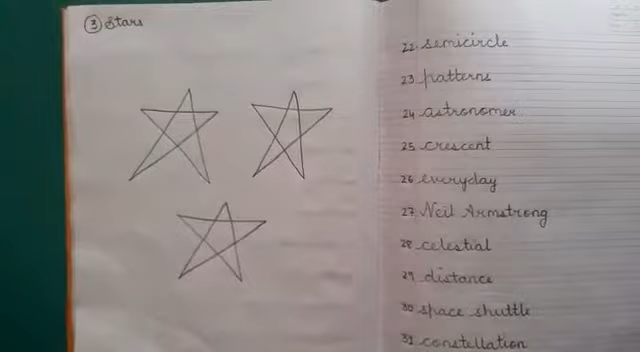 ③ Stars
22. semicircle
23 patterns
24 astronomer
25 crescent
26 everyday
27 Neil Armstrong
28 celestial
29 distance
30 space shuttle
31 constellation